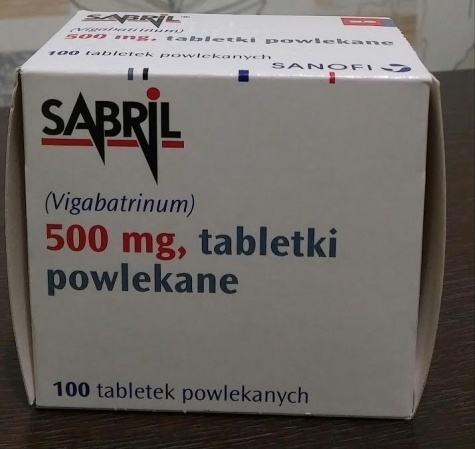 SABRIL
(Vigabatrinum)
500 mg, tabletki powlekane
100 tabletek powlekanych
SANOFI
SABRIL
(Vigabatrinum)
500 mg, tabletki
powlekane
100 tabletek powlekanych